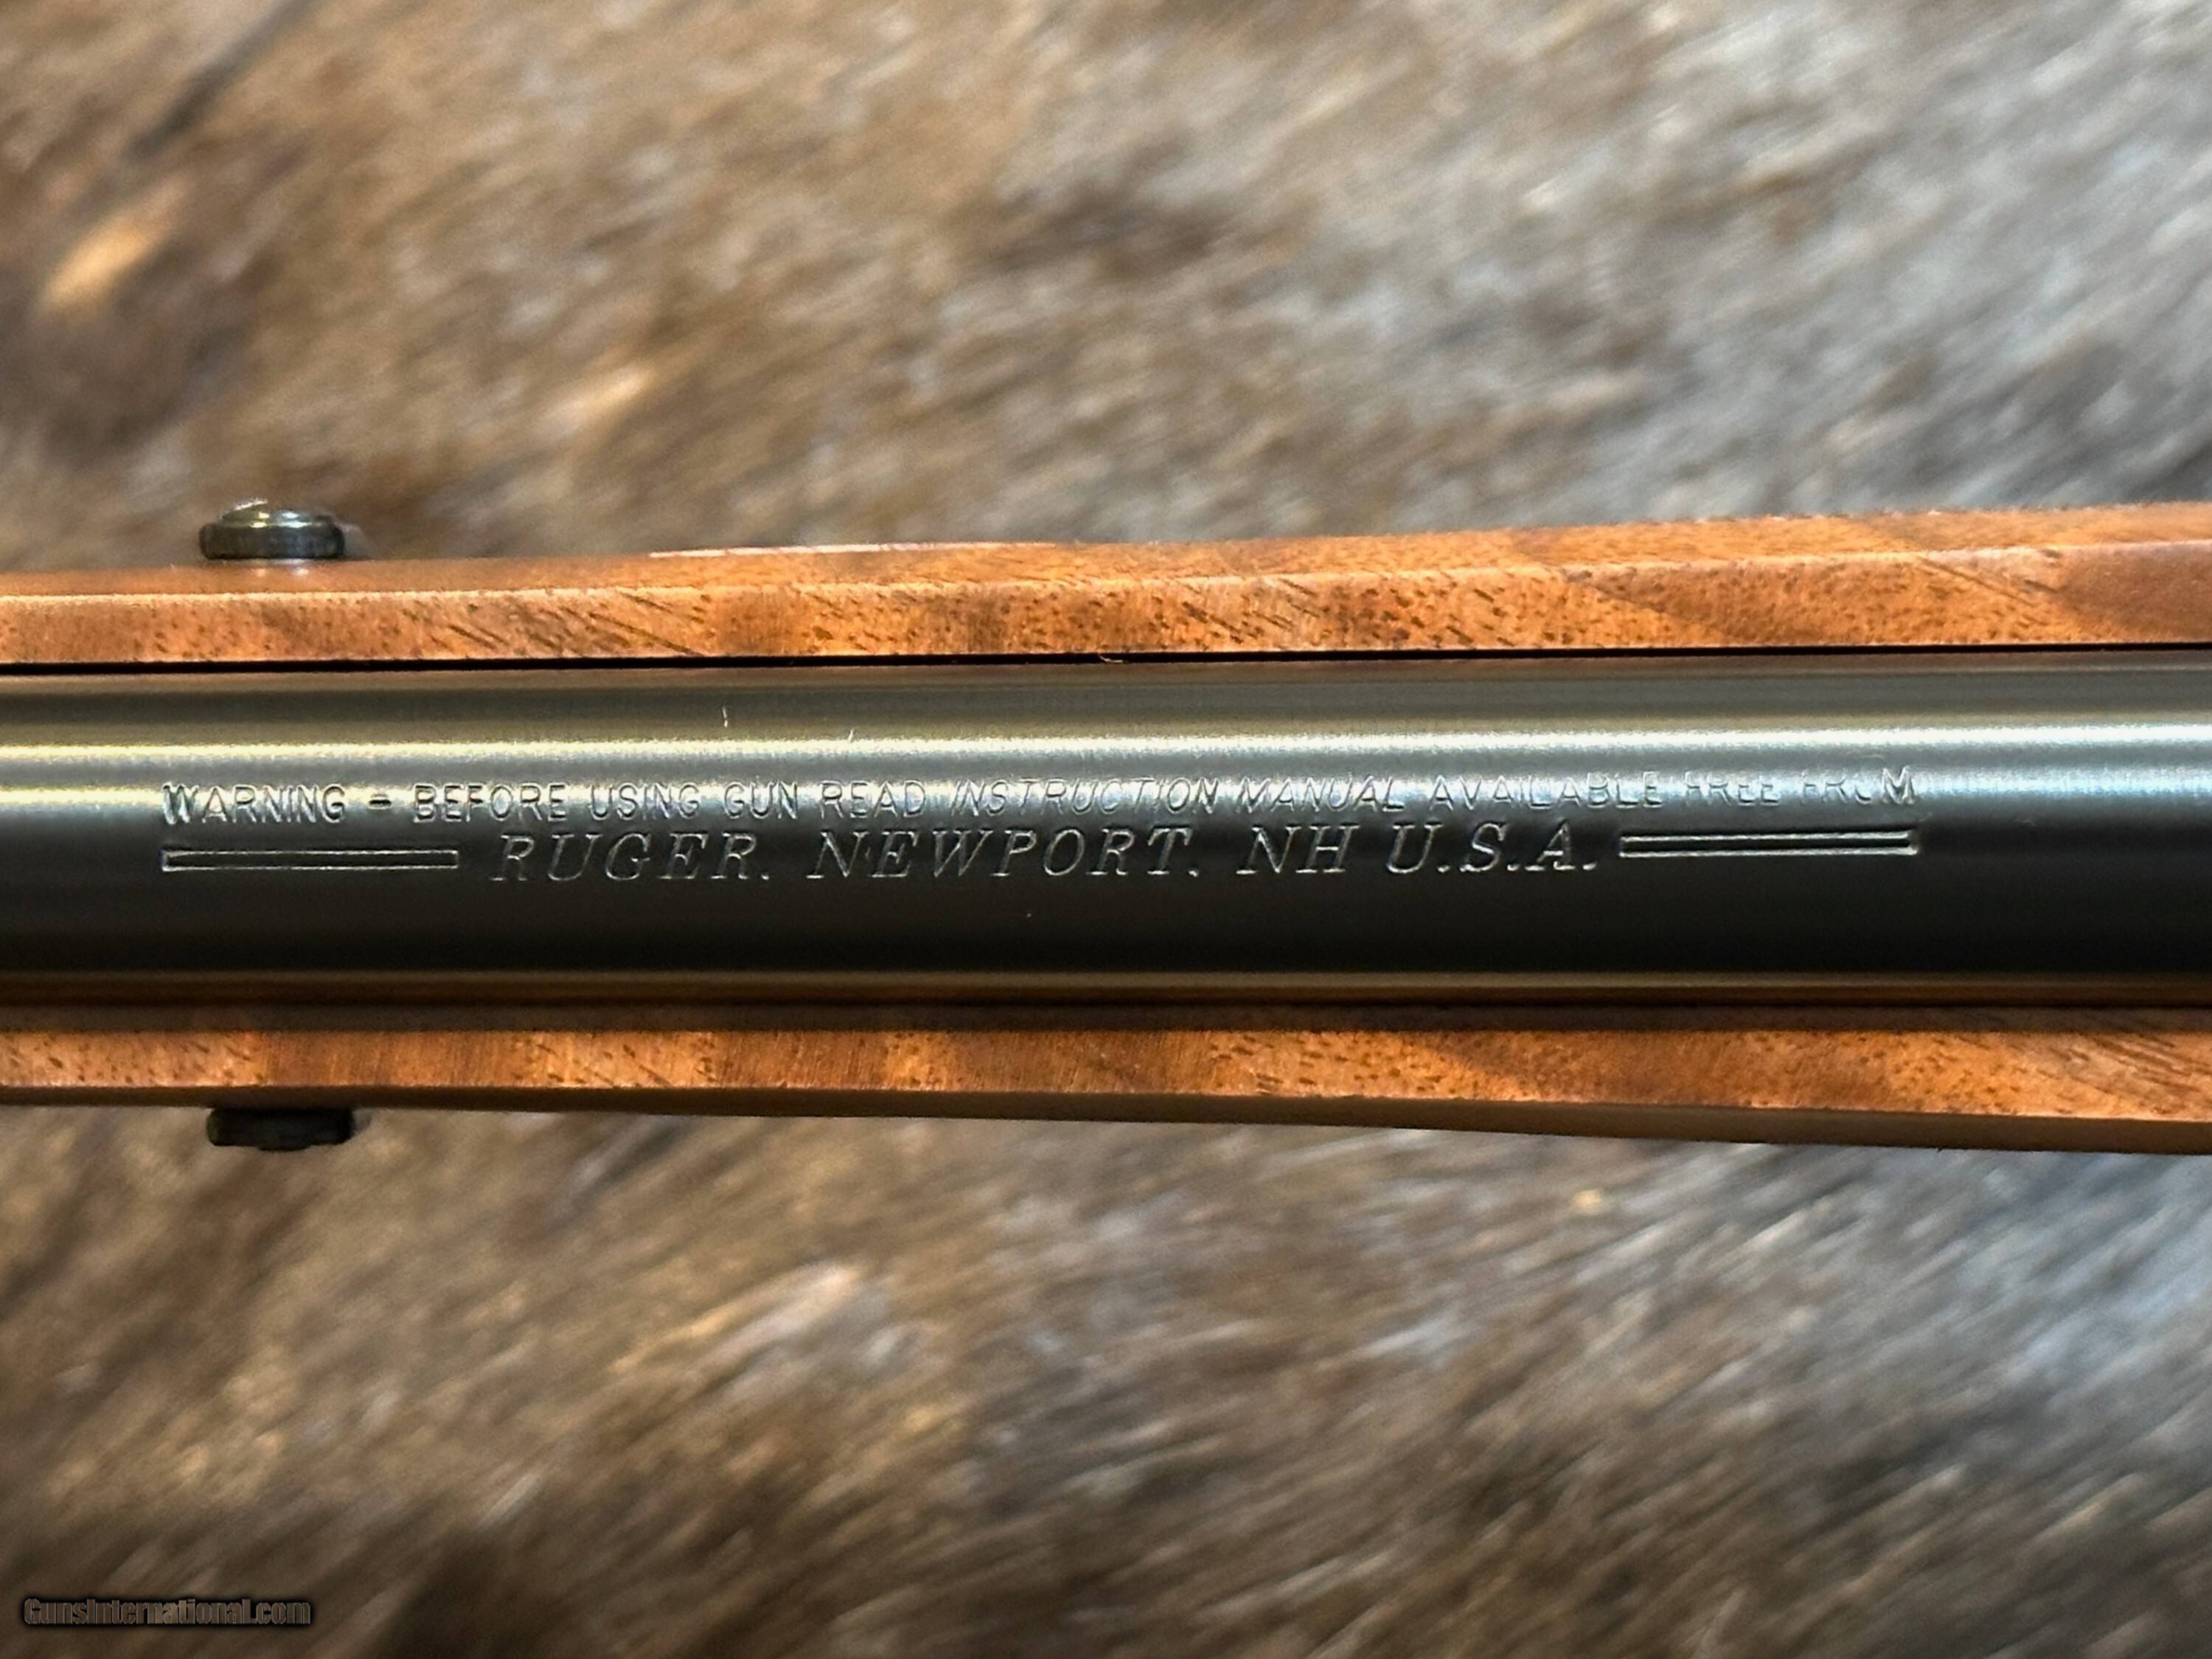 WARNING - BEFORE USING GUN READ INSTRUCTION MANUAL AVAILABLE FREE FROM
RUGER, NEWPORT, NH U.S.A.
GunsInternational.com